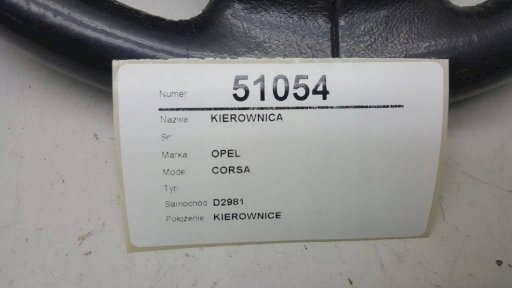 Numer 51054
Nazwa KIEROWNICA
Sn:
Marka OPEL
Model CORSA
Typ:
Samochód D2981
Położenie KIEROWNICE